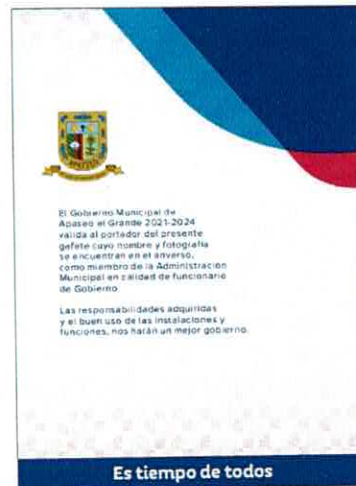 El Gobierno Municipal de
Apaseo el Grande 2021-2024
valida al portador del presente
gefete cuyo nombre y fotografía
se encuentran en el anverso,
como miembro de la Administración
Municipal en calidad de funcionario
de Gobierno.
Las responsabilidades adquiridas
y el buen uso de las instalaciones y
funciones, nos harán un mejor gobierno.
Es tiempo de todos